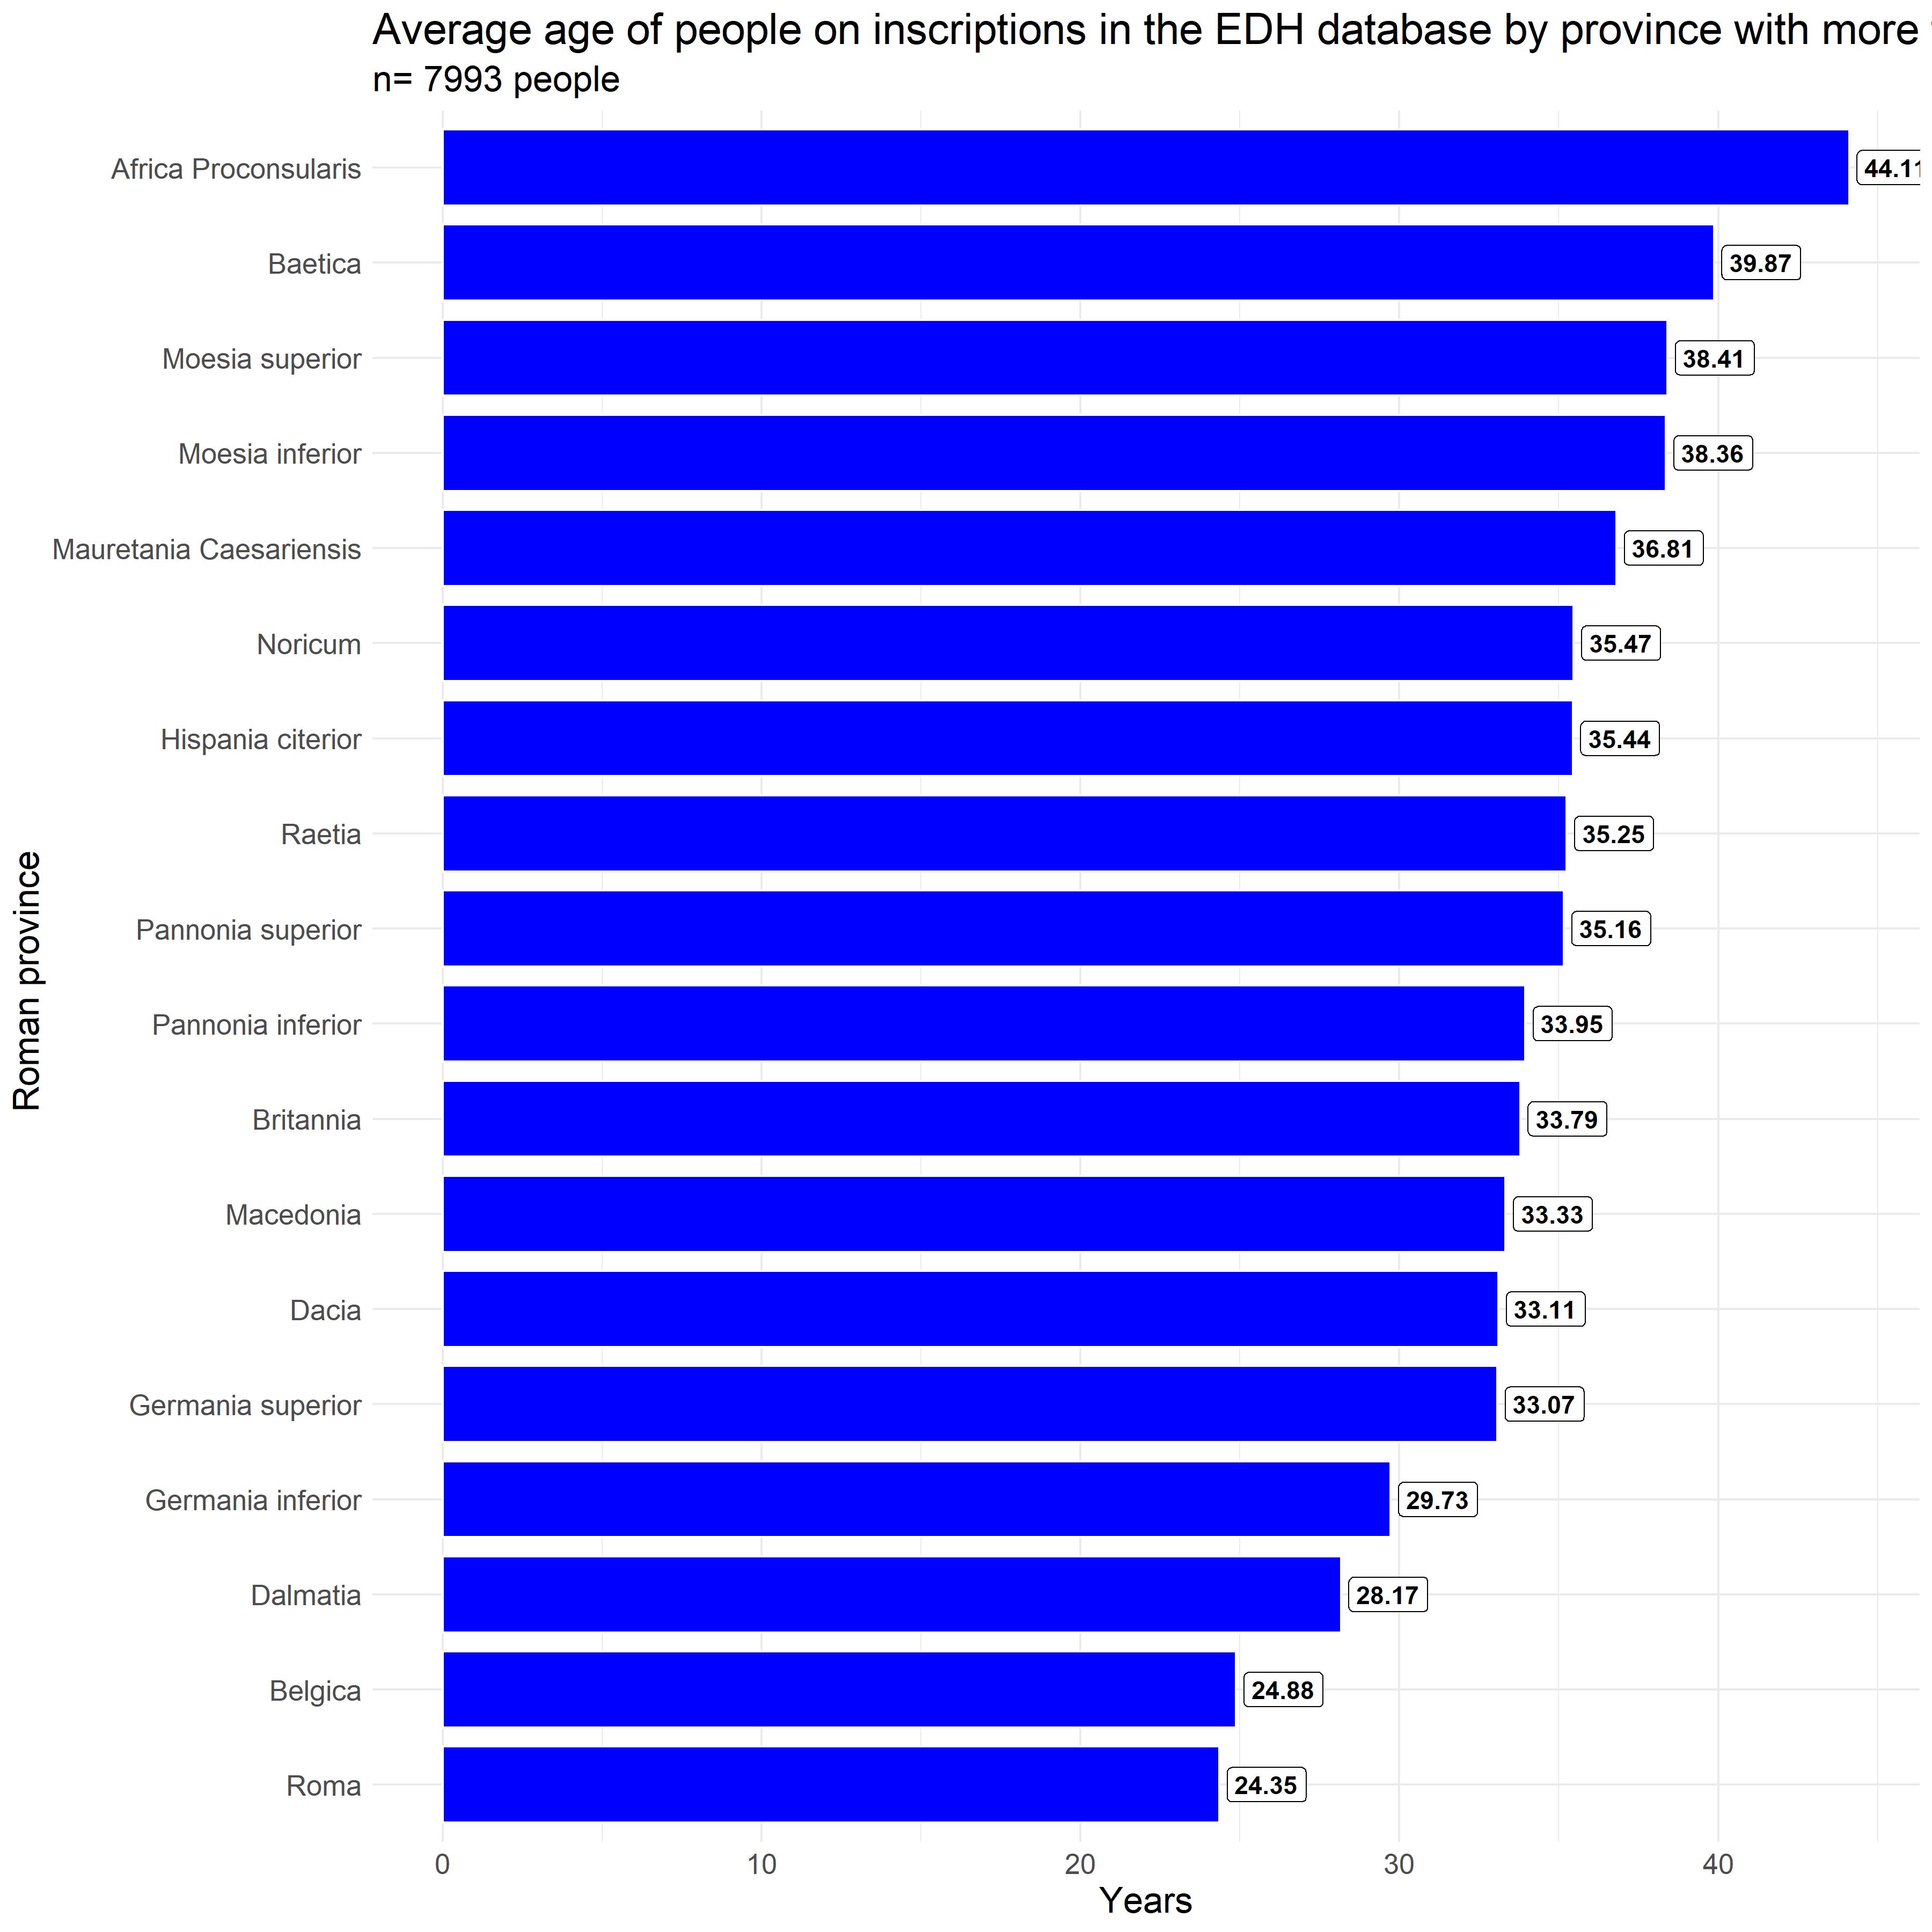 Average age of people on inscriptions in the EDH database by province with more
n= 7993 people
Africa Proconsularis 44.11
Baetica 39.87
Moesia superior 38.41
Moesia inferior 38.36
Mauretania Caesariensis 36.81
Noricum 35.47
Hispania citerior 35.44
Raetia 35.25
Pannonia superior 35.16
Pannonia inferior 33.95
Britannia 33.79
Macedonia 33.33
Dacia 33.11
Germania superior 33.07
Germania inferior 29.73
Dalmatia 28.17
Belgica 24.88
Roma 24.35
Roman province
0 10 20 30 40
Years